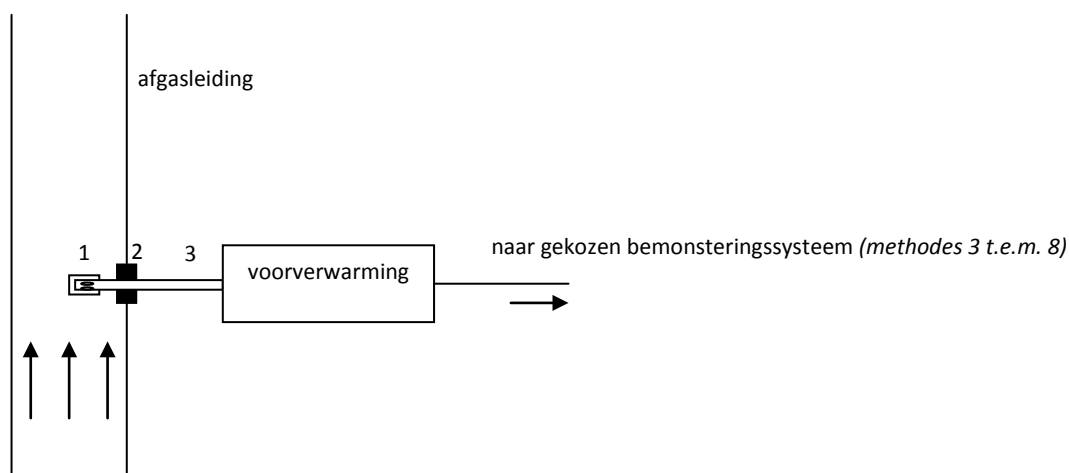 afgasleiding
1 2 3
voorverwarming
naar gekozen bemonsteringssysteem (methodes 3 t.e.m. 8)